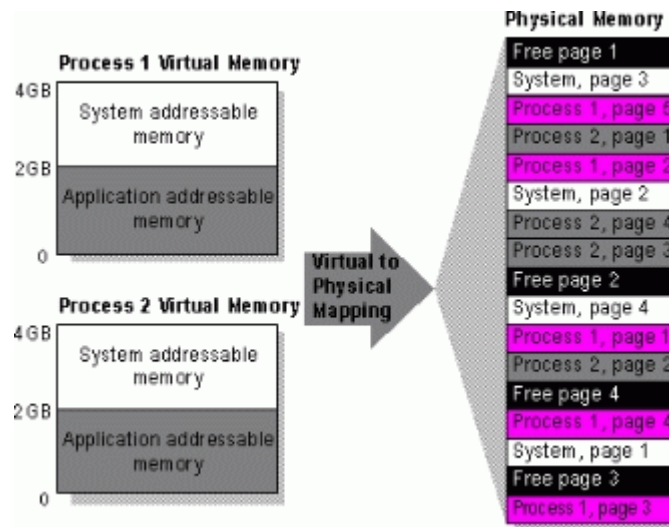 Physical Memory
Process 1 Virtual Memory
4GB
System addressable
memory
2GB
Application addressable
memory
0
Process 2 Virtual Memory
4GB
System addressable
memory
2GB
Application addressable
memory
0
Virtual to
Physical
Mapping
Free page 1
System, page 3
Process 1, page
Process 2, page 1
Process 1, page 2
System, page 2
Process 2, page 4
Process 2, page 3
Free page 2
System, page 4
Process 1, page 1
Process 2, page 2
Free page 4
Process 1, page 4
System, page 1
Free page 3
Process 1, page 3